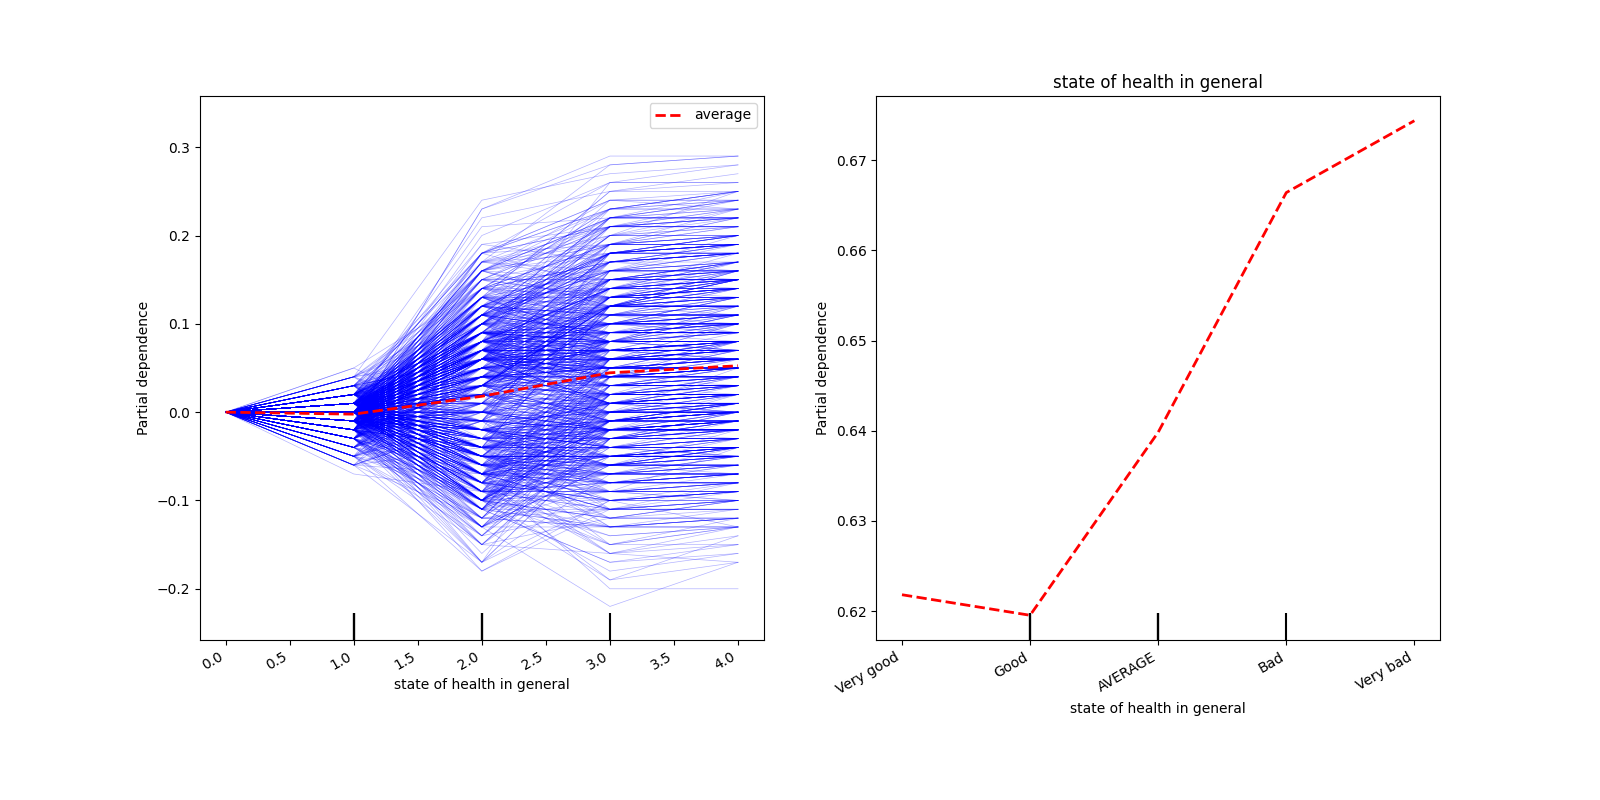 state of health in general
average
0.3
0.2
0.1
0.0
−0.1
−0.2
Partial dependence
0.0
0.5
1.0
1.5
2.0
2.5
3.0
3.5
4.0
state of health in general
0.67
0.66
0.65
0.64
0.63
0.62
Partial dependence
Very good
Good
AVERAGE
Bad
Very bad
state of health in general